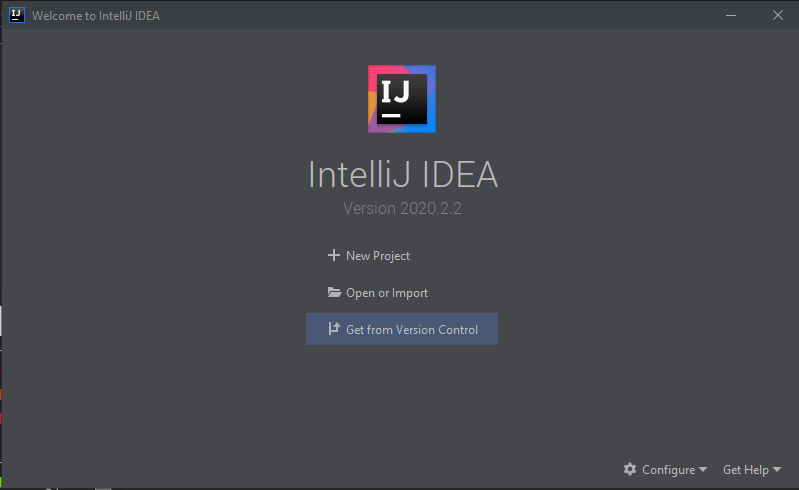 Welcome to IntelliJ IDEA
IJ
IntelliJ IDEA
Version 2020.2.2
New Project
Open or Import
Get from Version Control
Configure
Get Help